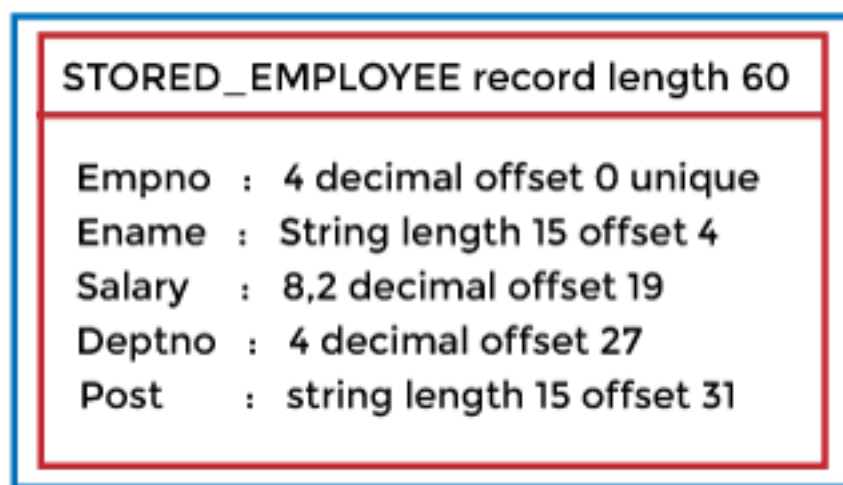 STORED_EMPLOYEE record length 60
Empno : 4 decimal offset 0 unique
Ename : String length 15 offset 4
Salary : 8,2 decimal offset 19
Deptno : 4 decimal offset 27
Post : string length 15 offset 31